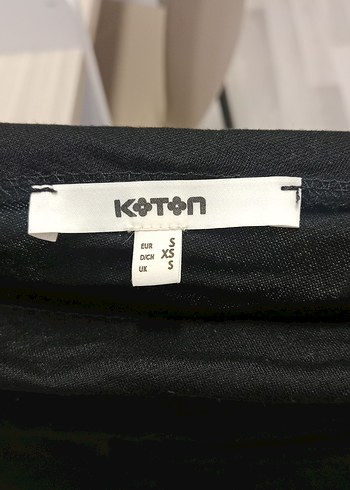 KOTON
EUR S
D/CH XS
UK S